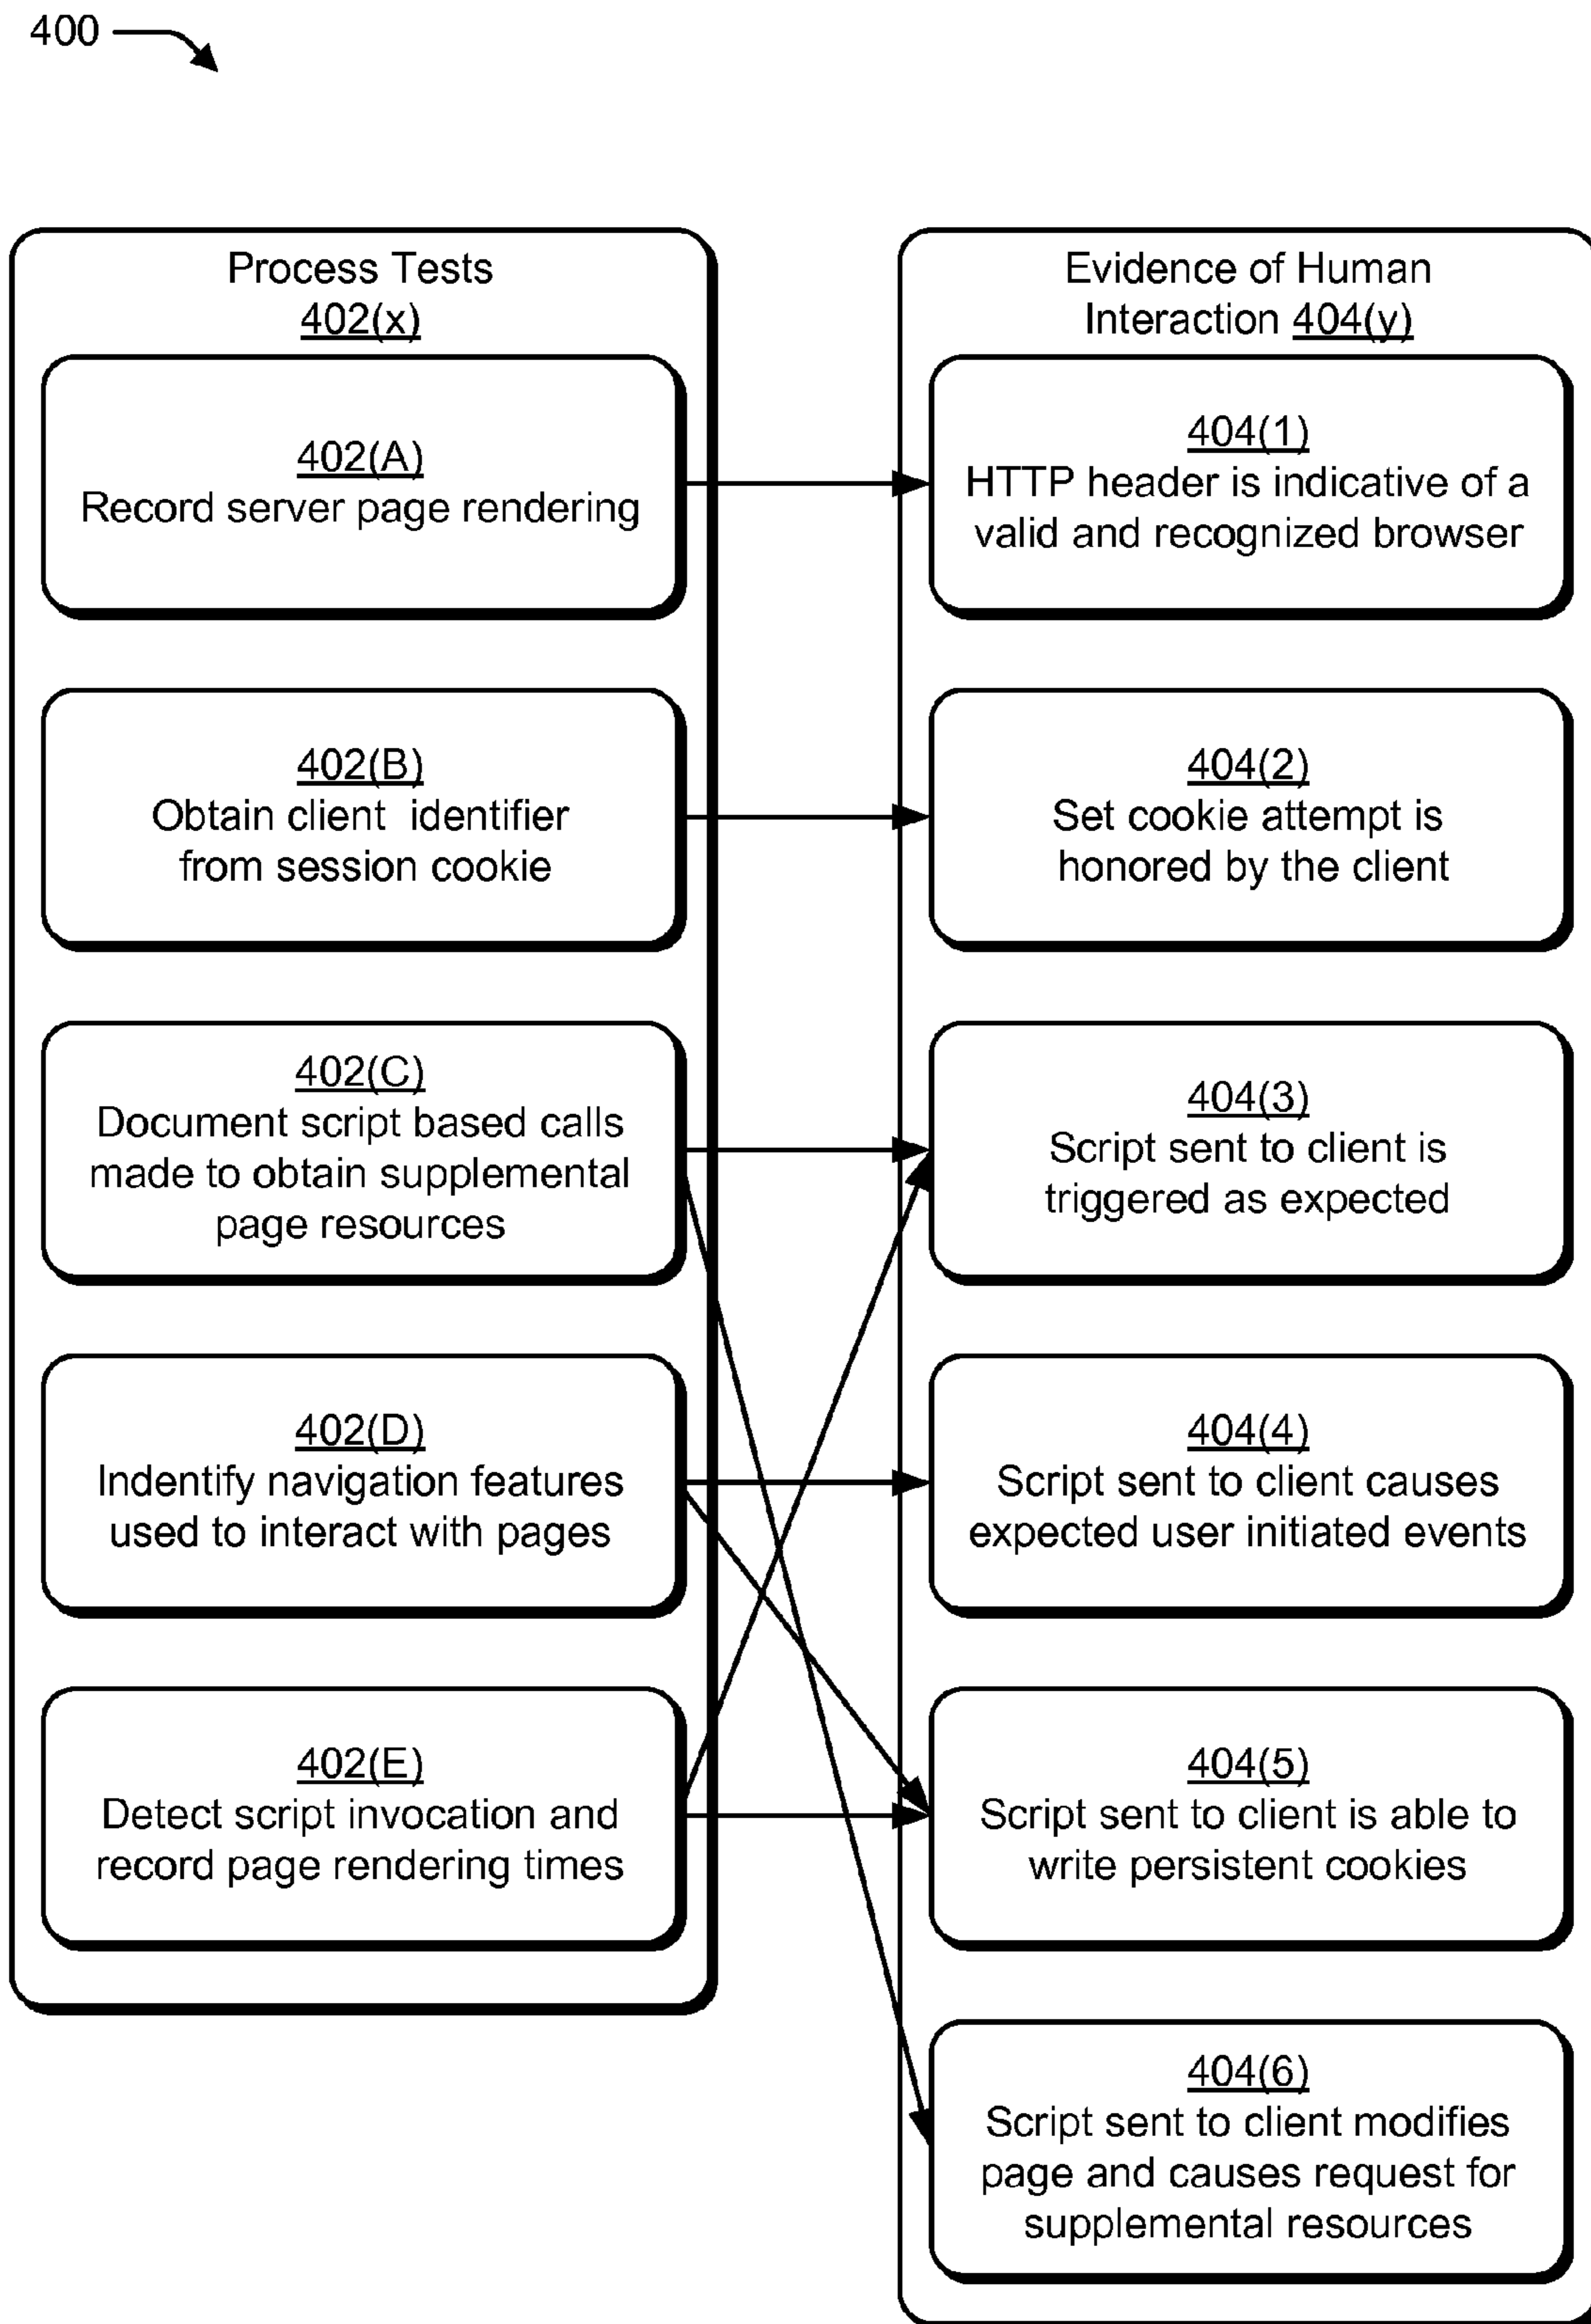 400
Process Tests
402(x)
402(A)
Record server page rendering
402(B)
Obtain client identifier
from session cookie
402(C)
Document script based calls
made to obtain supplemental
page resources
402(D)
Indentify navigation features
used to interact with pages
402(E)
Detect script invocation and
record page rendering times
Evidence of Human
Interaction 404(y)
404(1)
HTTP header is indicative of a
valid and recognized browser
404(2)
Set cookie attempt is
honored by the client
404(3)
Script sent to client is
triggered as expected
404(4)
Script sent to client causes
expected user initiated events
404(5)
Script sent to client is able to
write persistent cookies
404(6)
Script sent to client modifies
page and causes request for
supplemental resources